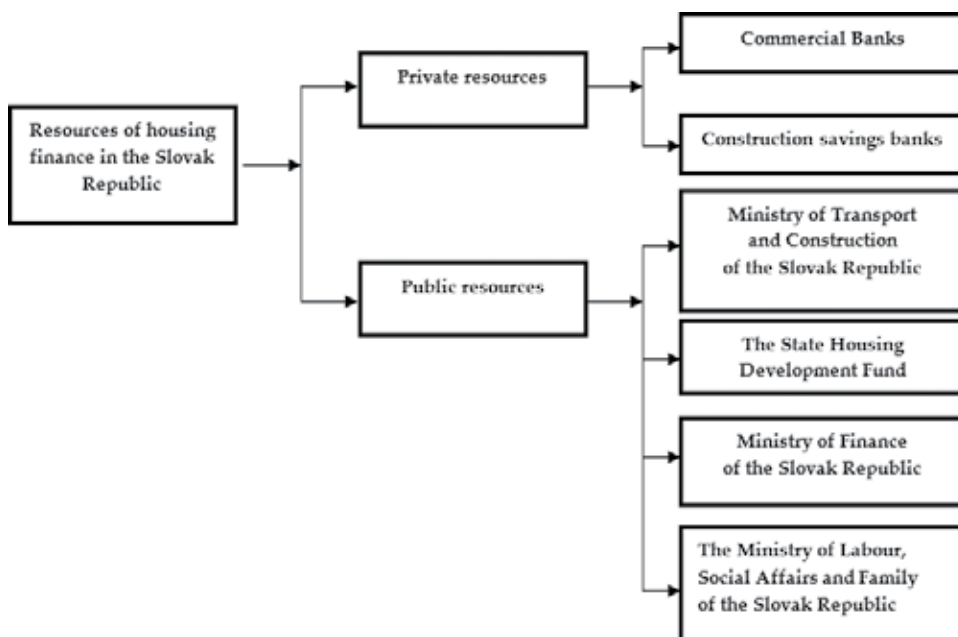 Resources of housing
finance in the Slovak
Republic
Private resources
Public resources
Commercial Banks
Construction savings banks
Ministry of Transport
and Construction
of the Slovak Republic
The State Housing
Development Fund
Ministry of Finance
of the Slovak Republic
The Ministry of Labour,
Social Affairs and Family
of the Slovak Republic